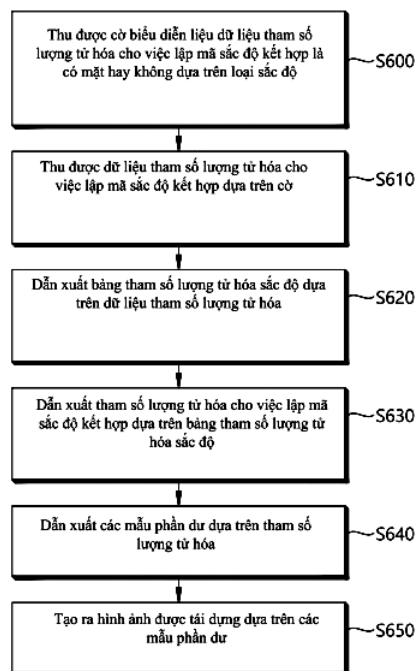 Thu được cờ biểu diễn liệu dữ liệu tham số
lượng tử hóa cho việc lập mã sắc độ kết hợp là
có mặt hay không dựa trên loại sắc độ
S600
Thu được dữ liệu tham số lượng tử hóa cho
việc lập mã sắc độ kết hợp dựa trên cờ
S610
Dẫn xuất bảng tham số lượng tử hóa sắc độ dựa
trên dữ liệu tham số lượng tử hóa
S620
Dẫn xuất tham số lượng tử hóa cho việc lập mã
sắc độ kết hợp dựa trên bảng tham số lượng tử
hóa sắc độ
S630
Dẫn xuất các mẫu phần dư dựa trên tham số
lượng tử hóa
S640
Tạo ra hình ảnh được tái dựng dựa trên các
mẫu phần dư
S650